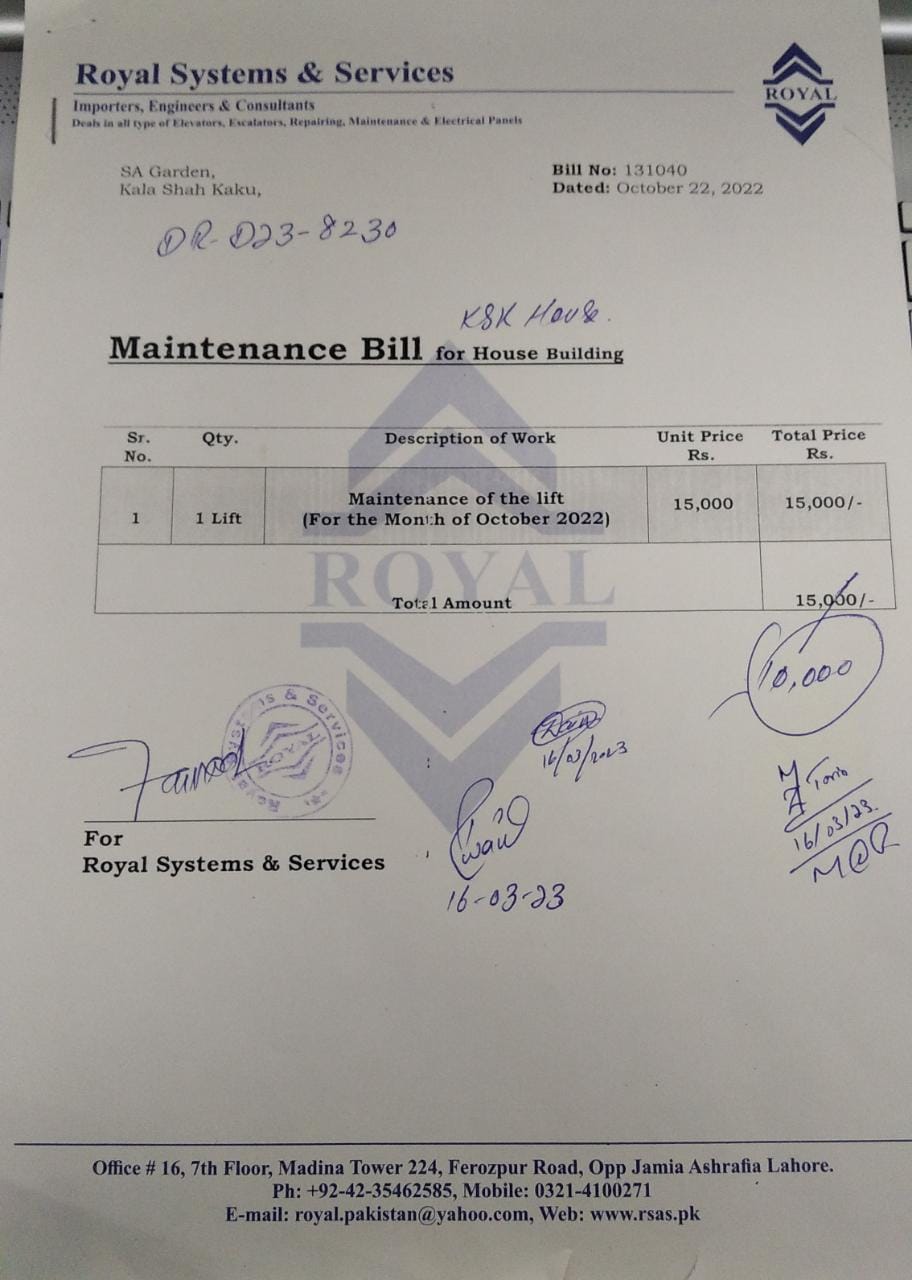 Royal Systems & Services
ROYAL
Importers, Engineers & Consultants
Deals in all type of Elevators, Escalators, Repairing, Maintenance & Electrical Panels
SA Garden,
Kala Shah Kaku,
Bill No: 131040
Dated: October 22, 2022
DR-D23-8230
KSK House.
Maintenance Bill for House Building
Sr. No. Qty. Description of Work Unit Price Rs. Total Price Rs.
1 1 Lift Maintenance of the lift 15,000 15,000/-
(For the Month of October 2022)
ROYAL
Total Amount 15,000/-
10,000
Royal Systems & Services
ROYAL
16/03/2023
16-03-23
16/03/23
For
Royal Systems & Services
Office # 16, 7th Floor, Madina Tower 224, Ferozpur Road, Opp Jamia Ashrafia Lahore.
Ph: +92-42-35462585, Mobile: 0321-4100271
E-mail: royal.pakistan@yahoo.com, Web: www.rsas.pk